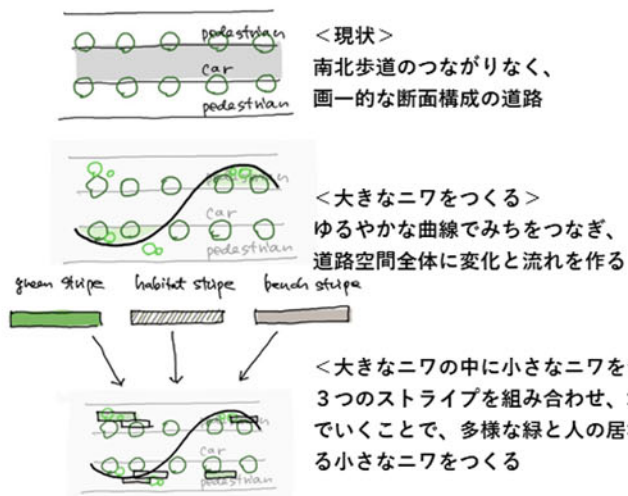 pedestrian
car
pedestrian
<現状>
南北歩道のつながりなく、
画一的な断面構成の道路
car
pedestrian
<大きなニワをつくる>
ゆるやかな曲線でみちをつなぎ、
道路空間全体に変化と流れを作る
green stripe
habitat stripe
bench stripe
<大きなニワの中に小さなニワを
3つのストライプを組み合わせ、
でいくことで、多様な緑と人の居
る小さなニワをつくる